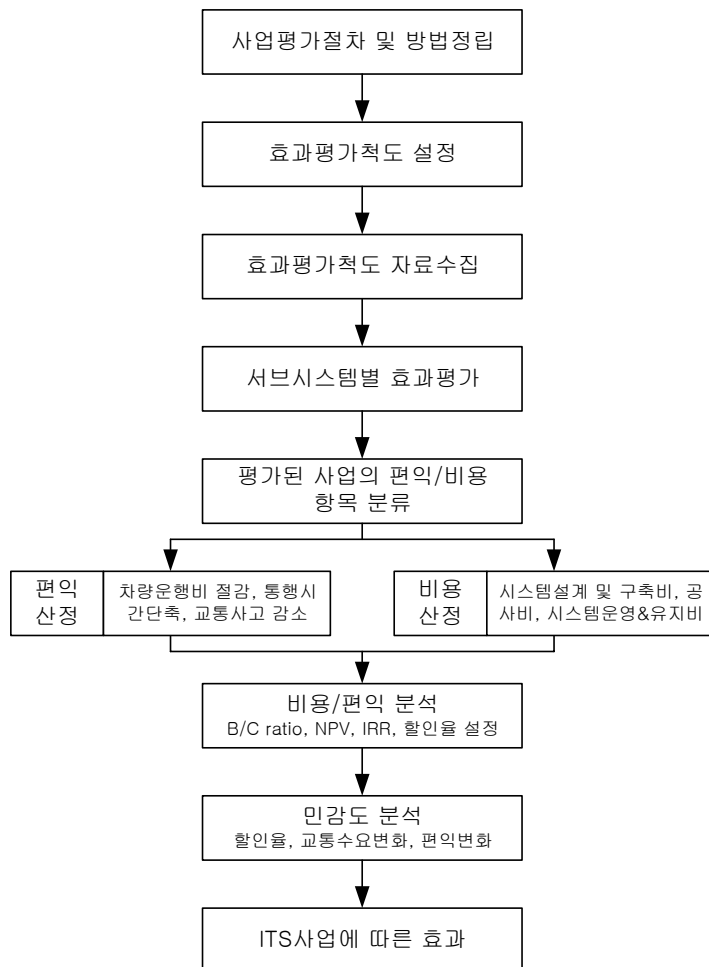 사업평가절차 및 방법정립
효과평가척도 설정
효과평가척도 자료수집
서브시스템별 효과평가
평가된 사업의 편익/비용
항목 분류
편익
산정
차량운행비 절감, 통행시
간단축, 교통사고 감소
비용
산정
시스템설계 및 구축비, 공
사비, 시스템운영&유지비
비용/편익 분석
B/C ratio, NPV, IRR, 할인율 설정
민감도 분석
할인율, 교통수요변화, 편익변화
ITS사업에 따른 효과